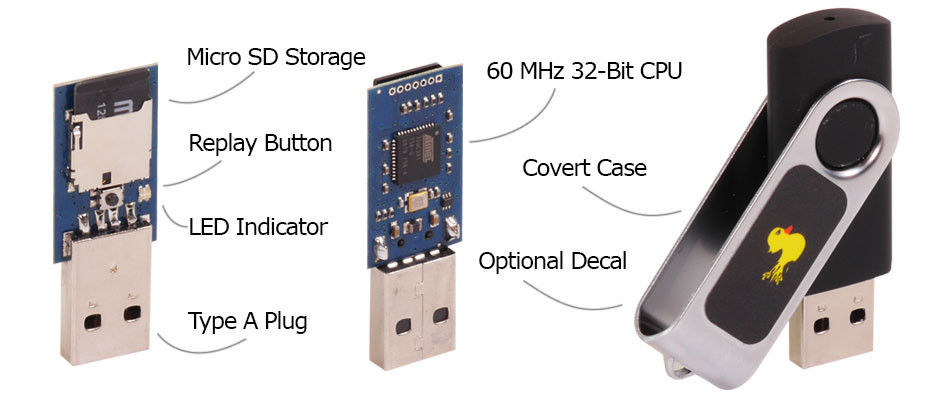 Micro SD Storage
60 MHz 32-Bit CPU
Replay Button
Covert Case
LED Indicator
Optional Decal
Type A Plug